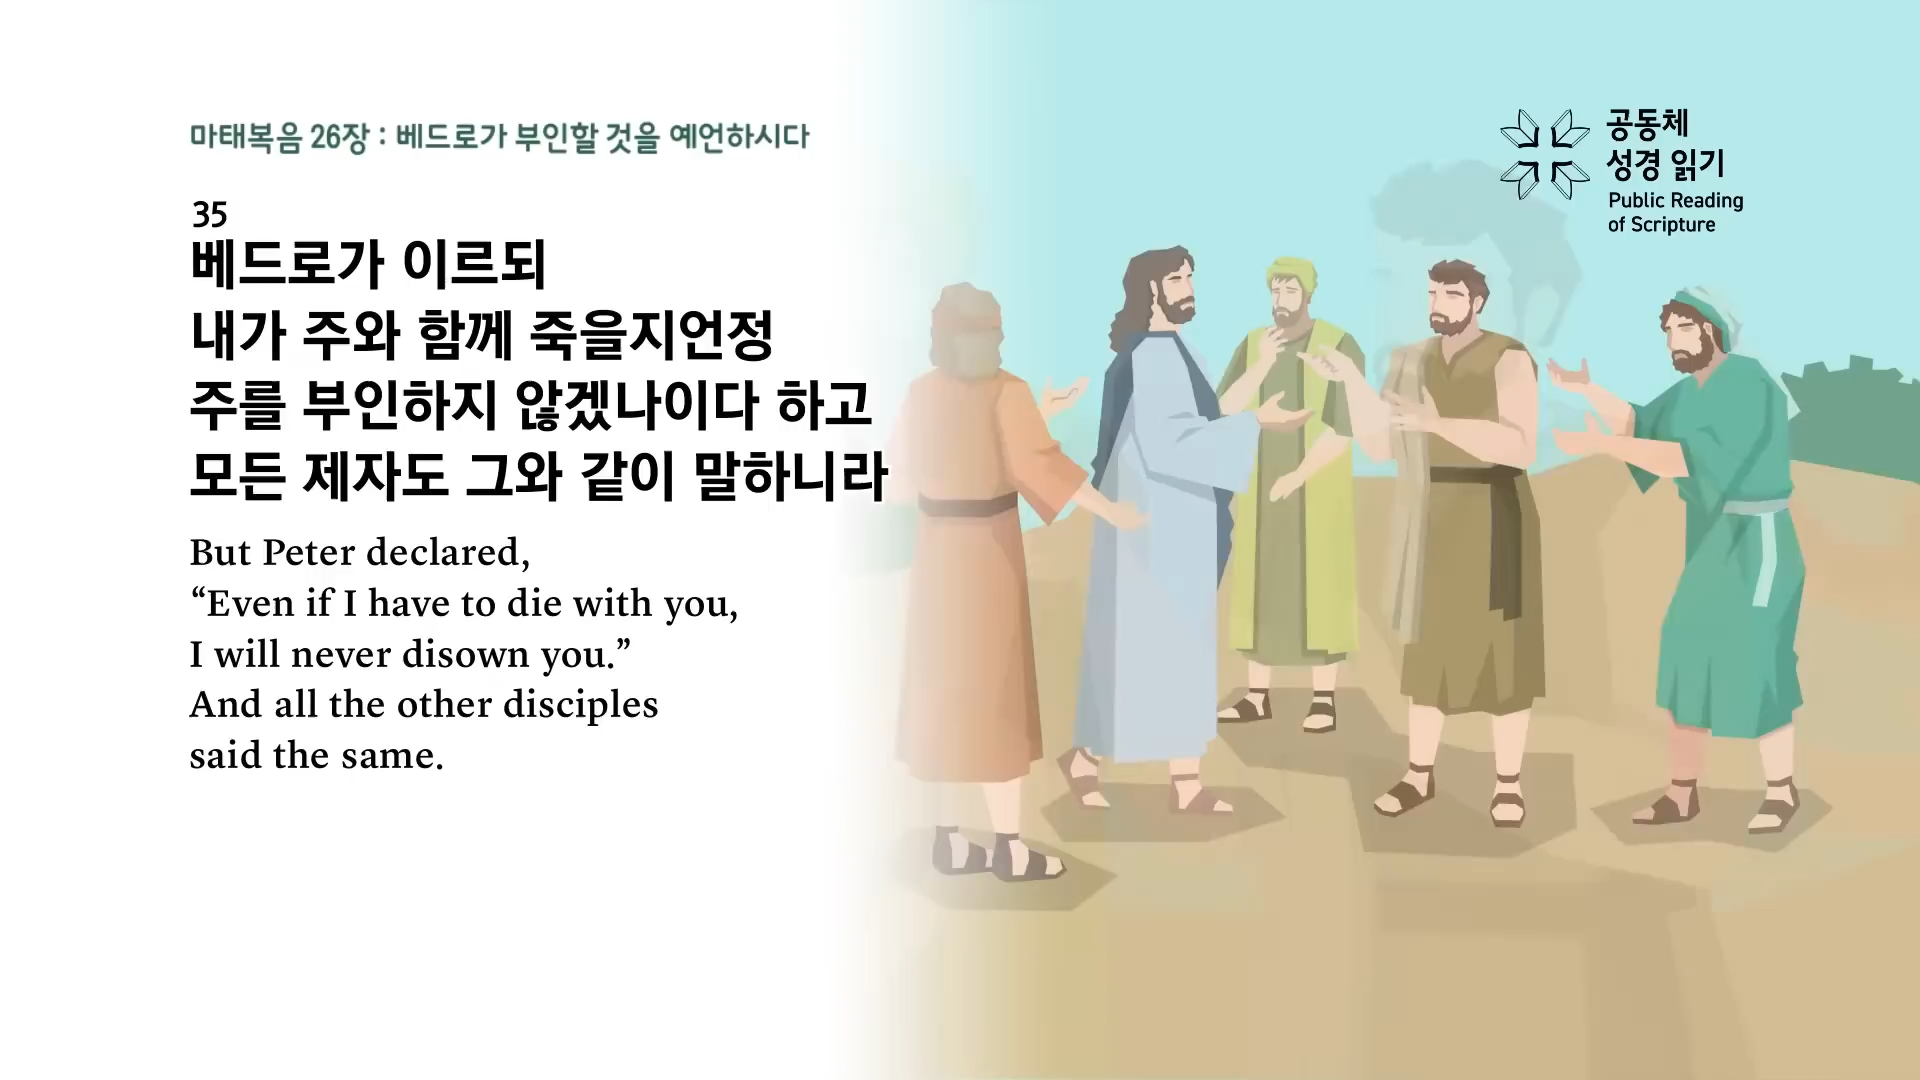 마태복음 26장 : 베드로가 부인할 것을 예언하시다
공동체
성경 읽기
Public Reading
of Scripture
35
베드로가 이르되
내가 주와 함께 죽을지언정
주를 부인하지 않겠나이다 하고
모든 제자도 그와 같이 말하니라
But Peter declared,
“Even if I have to die with you,
I will never disown you.”
And all the other disciples
said the same.